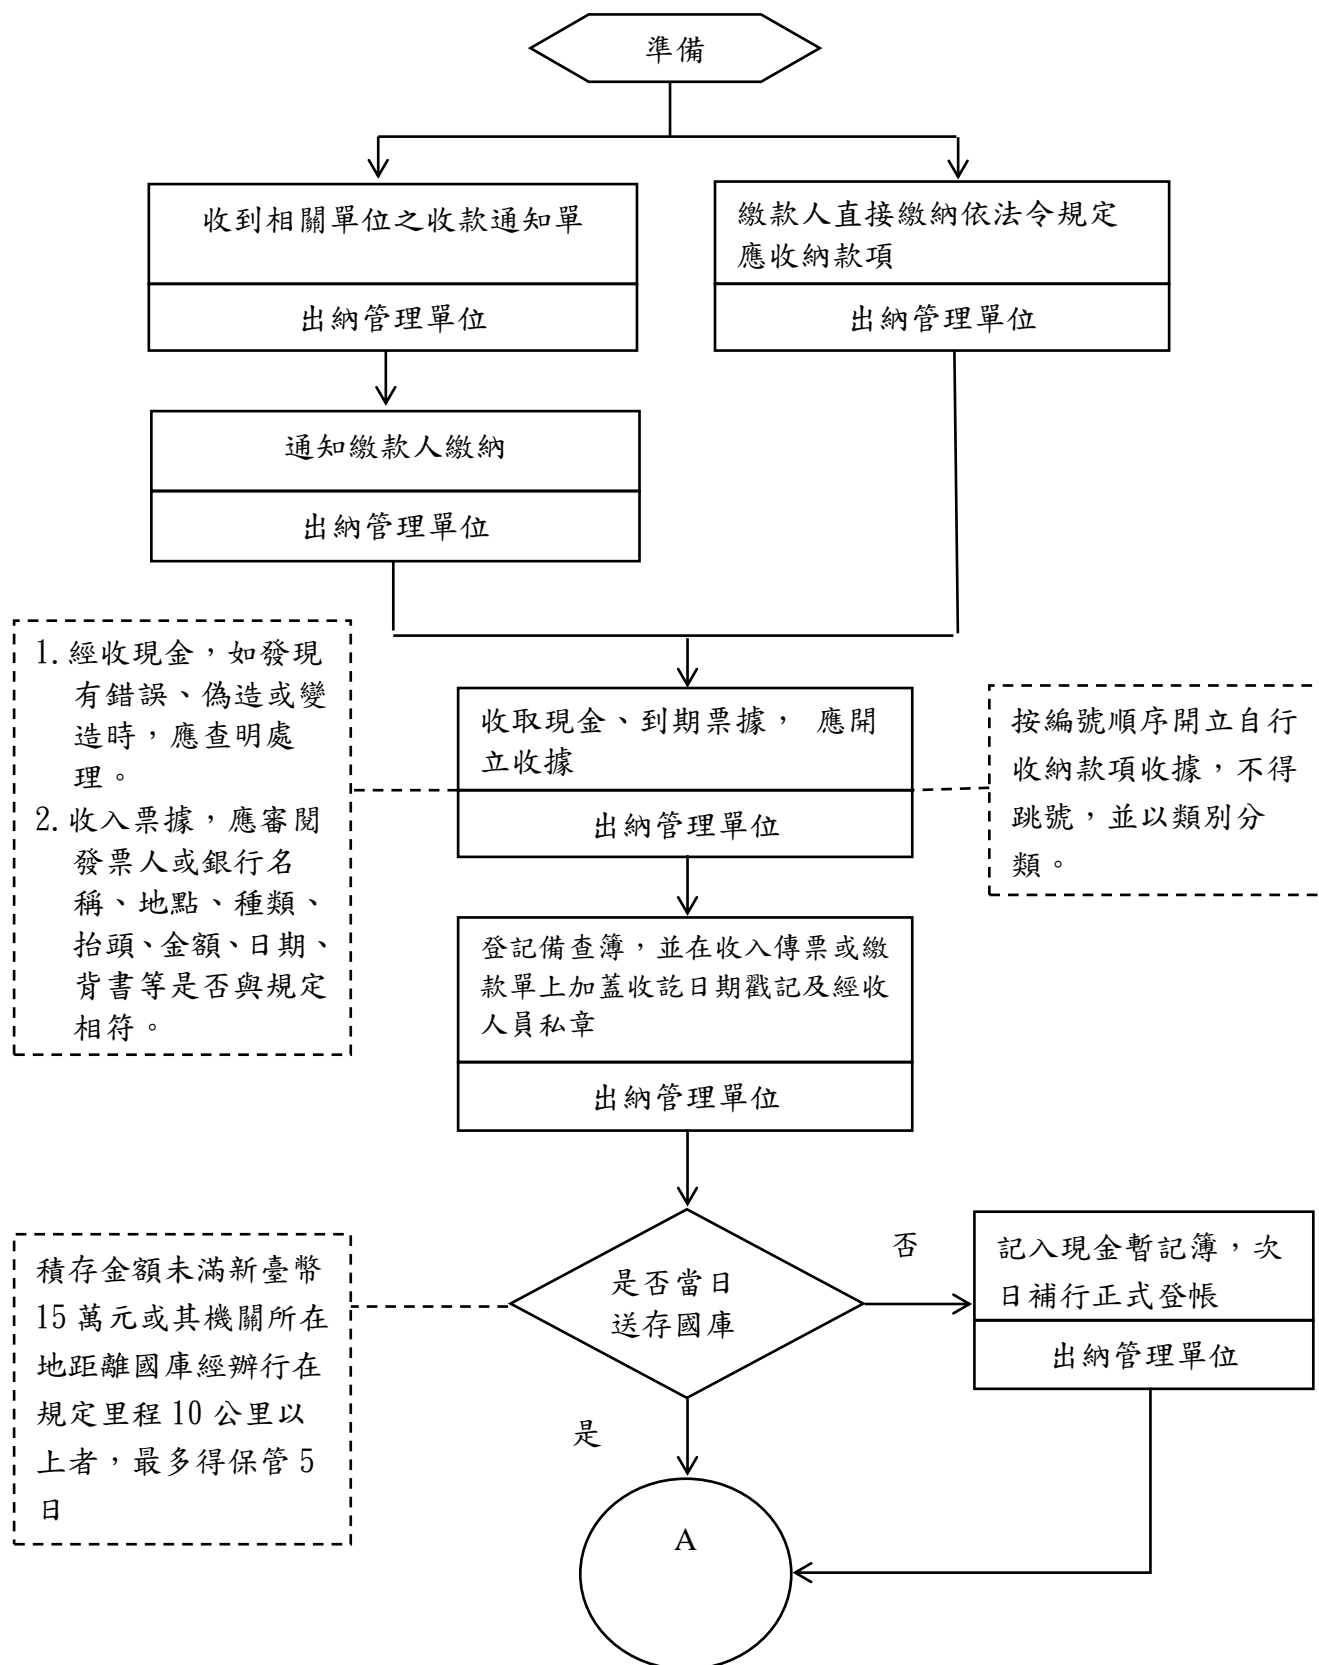 準備
收到相關單位之收款通知單
出納管理單位
繳款人直接繳納依法令規定
應收納款項
出納管理單位
通知繳款人繳納
出納管理單位
1.經收現金，如發現
有錯誤、偽造或變
造時，應查明處
理。
2.收入票據，應審閱
發票人或銀行名
稱、地點、種類、
抬頭、金額、日期、
背書等是否與規定
相符。
收取現金、到期票據， 應開
立收據
出納管理單位
按編號順序開立自行
收納款項收據，不得
跳號，並以類別分
類。
登記備查簿，並在收入傳票或繳
款單上加蓋收訖日期戳記及經收
人員私章
出納管理單位
積存金額未滿新臺幣
15 萬元或其機關所在
地距離國庫經辦行在
規定里程 10 公里以
上者，最多得保管 5
日
是否當日
送存國庫
否
記入現金暫記簿，次
日補行正式登帳
出納管理單位
是
A